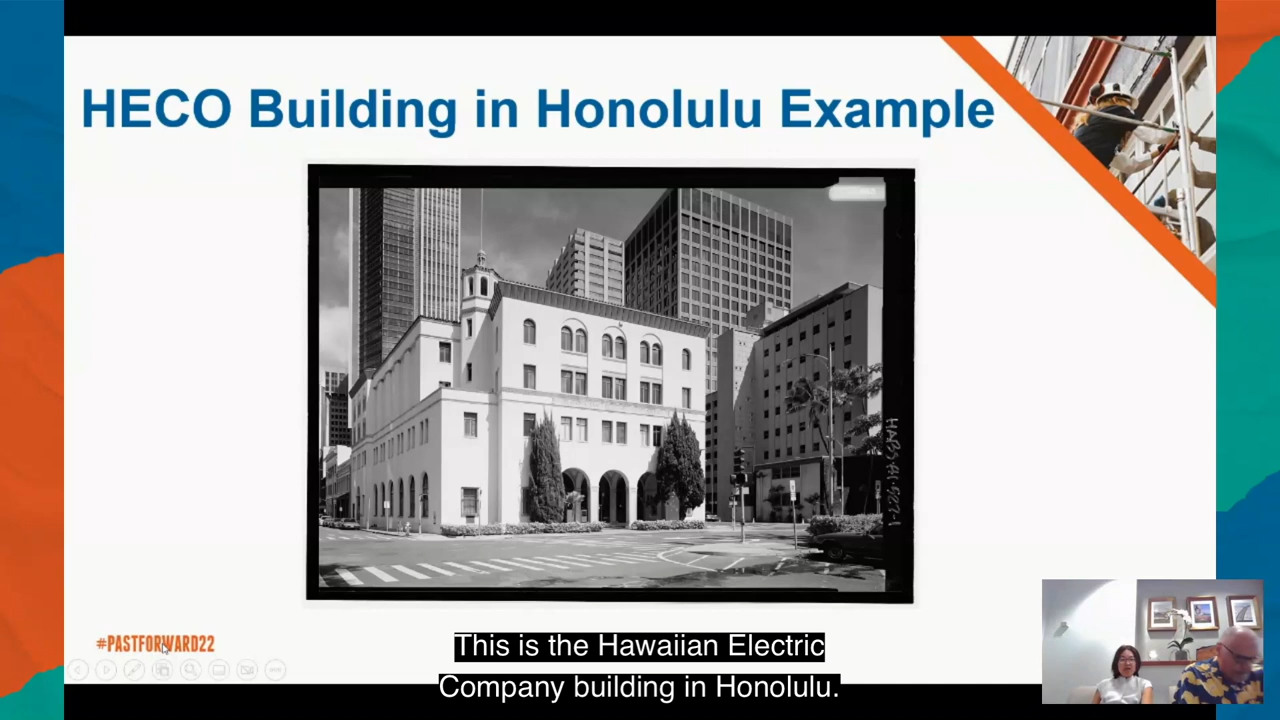 HECO Building in Honolulu Example
#PASTFORWARD22
This is the Hawaiian Electric
Company building in Honolulu.